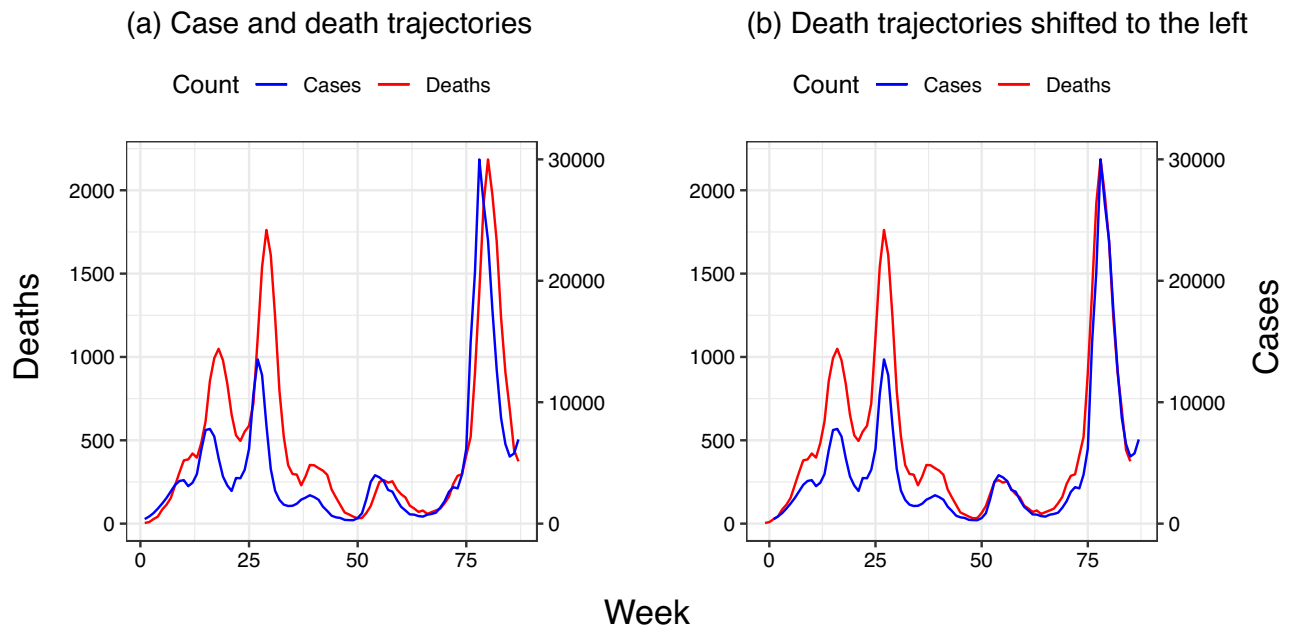 (a) Case and death trajectories
(b) Death trajectories shifted to the left
Count Cases Deaths
Count Cases Deaths
2000
1500
1000
500
0
30000
20000
10000
0
0 25 50 75
2000
1500
1000
500
0
30000
20000
10000
0
0 25 50 75
Deaths
Cases
Week